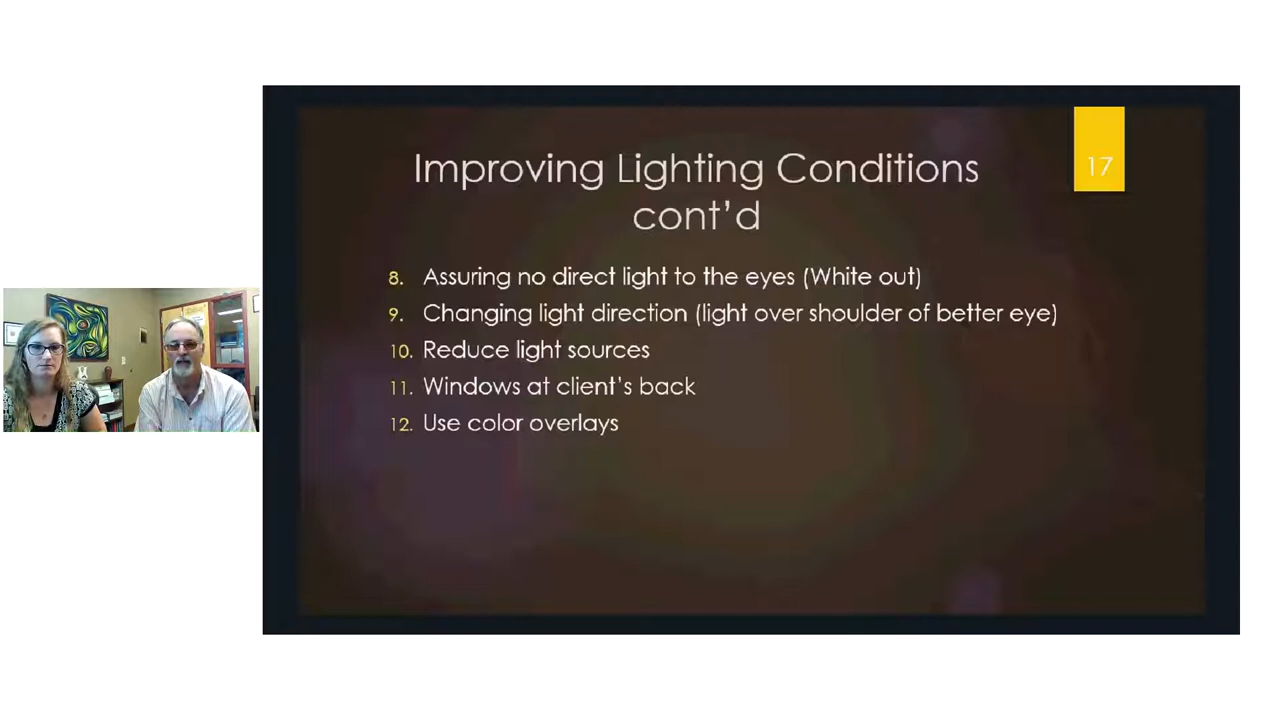 Improving Lighting Conditions
cont’d
17
8. Assuring no direct light to the eyes (White out)
9. Changing light direction (light over shoulder of better eye)
10. Reduce light sources
11. Windows at client’s back
12. Use color overlays